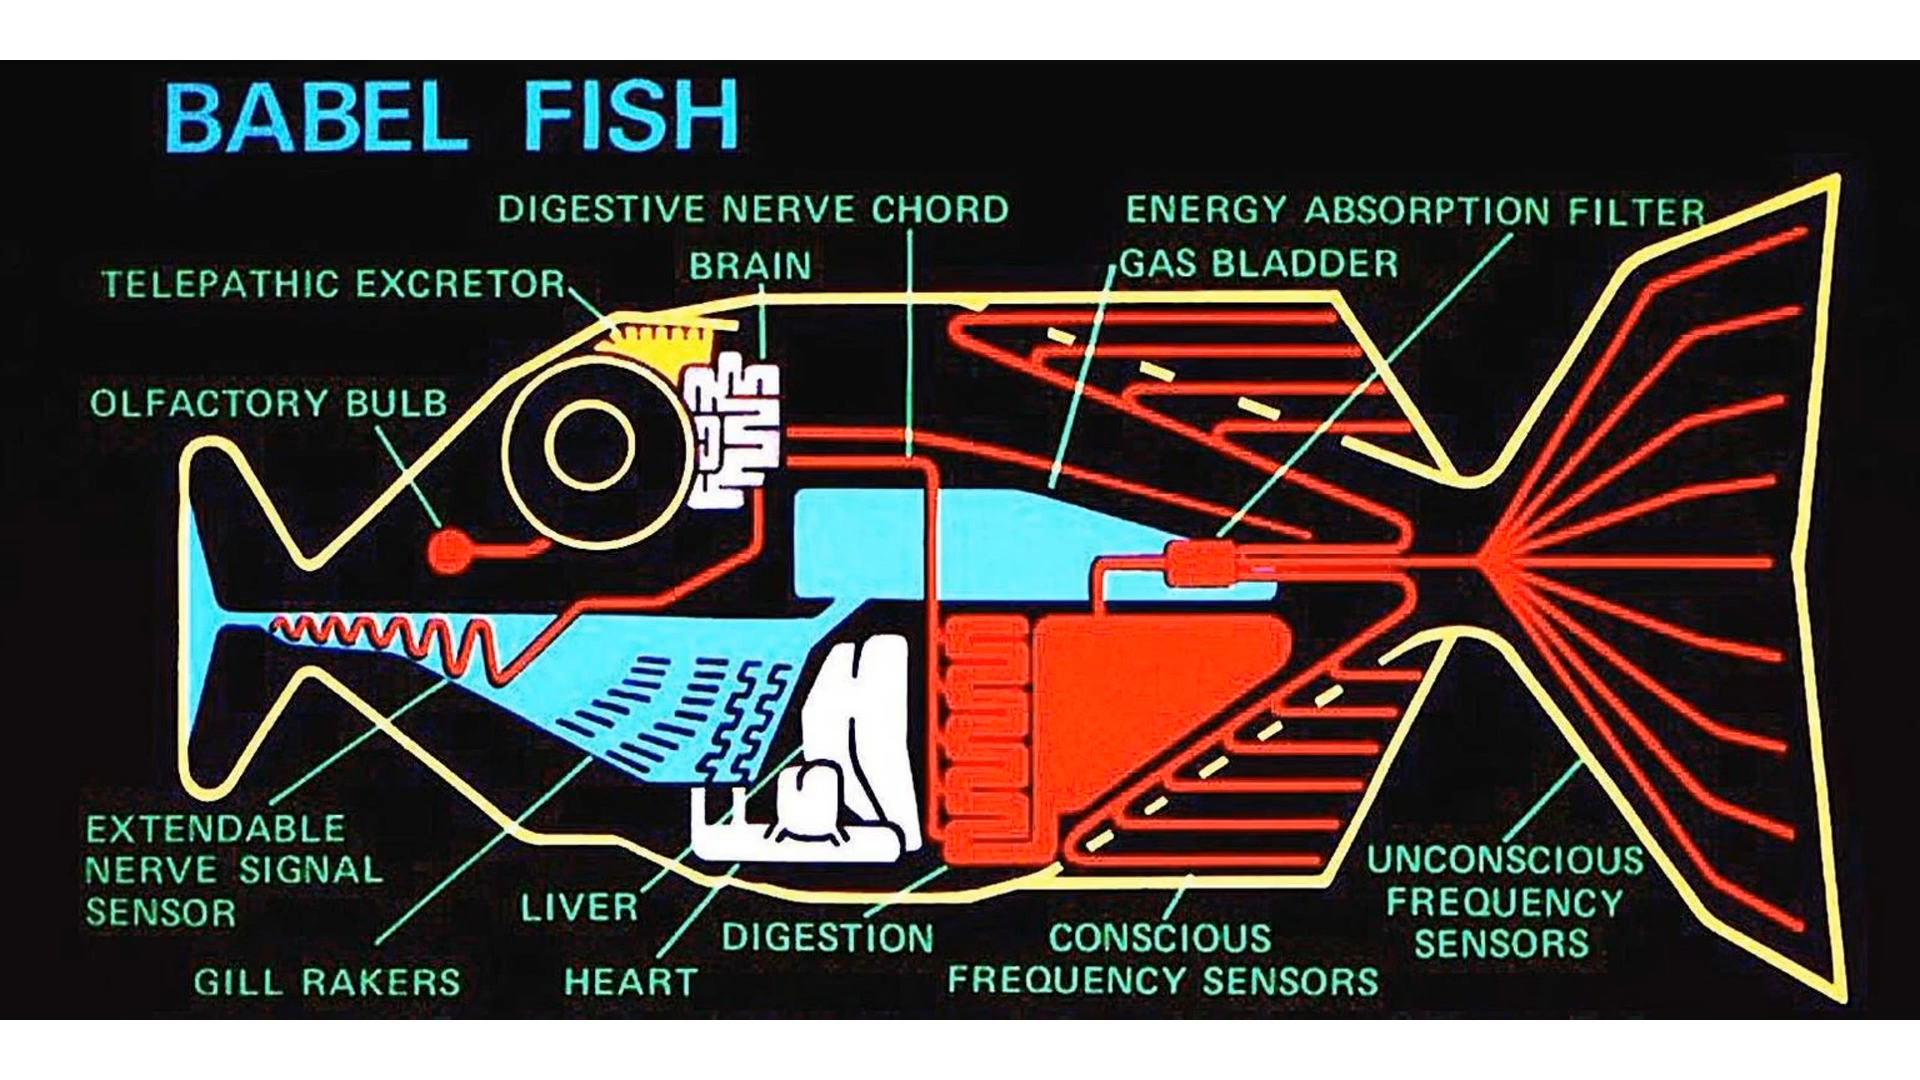 BABEL FISH
DIGESTIVE NERVE CHORD
ENERGY ABSORPTION FILTER
BRAIN
GAS BLADDER
TELEPATHIC EXCRETOR
OLFACTORY BULB
EXTENDABLE
NERVE SIGNAL
SENSOR
GILL RAKERS
LIVER
HEART
DIGESTION
CONSCIOUS
FREQUENCY SENSORS
UNCONSCIOUS
FREQUENCY
SENSORS